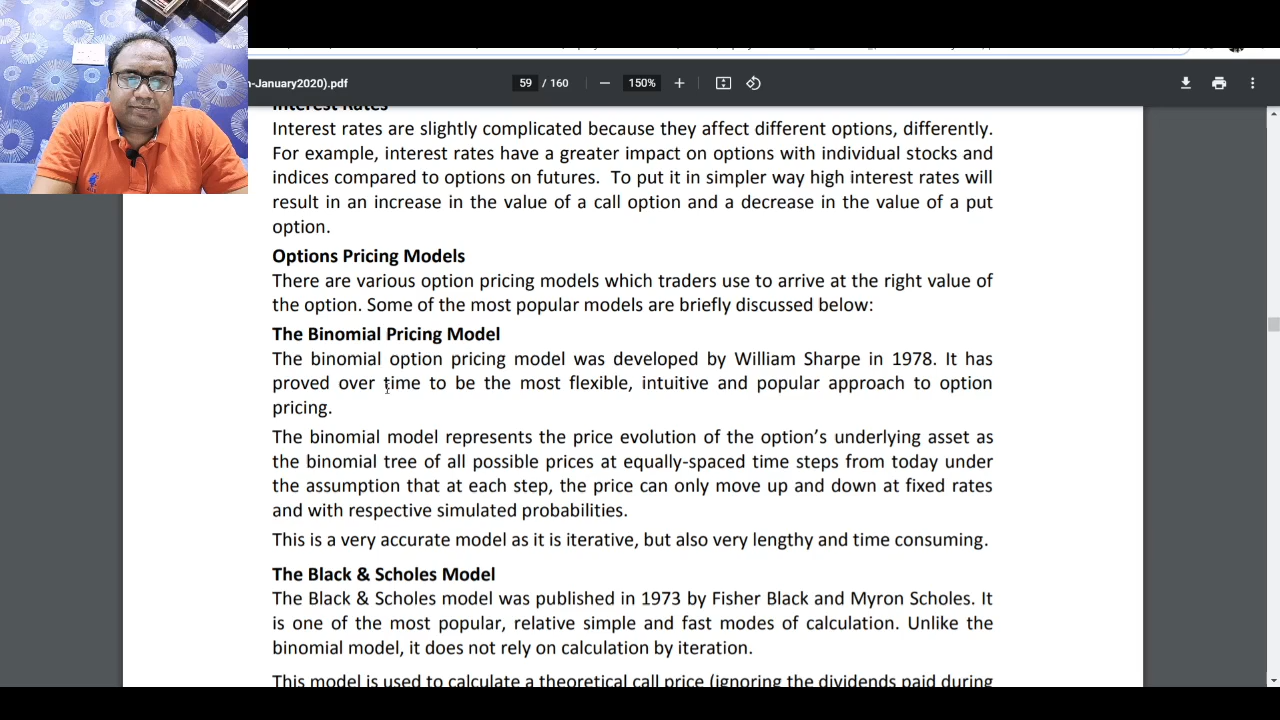 n-January2020).pdf
59 / 160
150%
Interest Rates
Interest rates are slightly complicated because they affect different options, differently.
For example, interest rates have a greater impact on options with individual stocks and
indices compared to options on futures. To put it in simpler way high interest rates will
result in an increase in the value of a call option and a decrease in the value of a put
option.
Options Pricing Models
There are various option pricing models which traders use to arrive at the right value of
the option. Some of the most popular models are briefly discussed below:
The Binomial Pricing Model
The binomial option pricing model was developed by William Sharpe in 1978. It has
proved over time to be the most flexible, intuitive and popular approach to option
pricing.
The binomial model represents the price evolution of the option's underlying asset as
the binomial tree of all possible prices at equally-spaced time steps from today under
the assumption that at each step, the price can only move up and down at fixed rates
and with respective simulated probabilities.
This is a very accurate model as it is iterative, but also very lengthy and time consuming.
The Black & Scholes Model
The Black & Scholes model was published in 1973 by Fisher Black and Myron Scholes. It
is one of the most popular, relative simple and fast modes of calculation. Unlike the
binomial model, it does not rely on calculation by iteration.
This model is used to calculate a theoretical call price (ignoring the dividends paid during